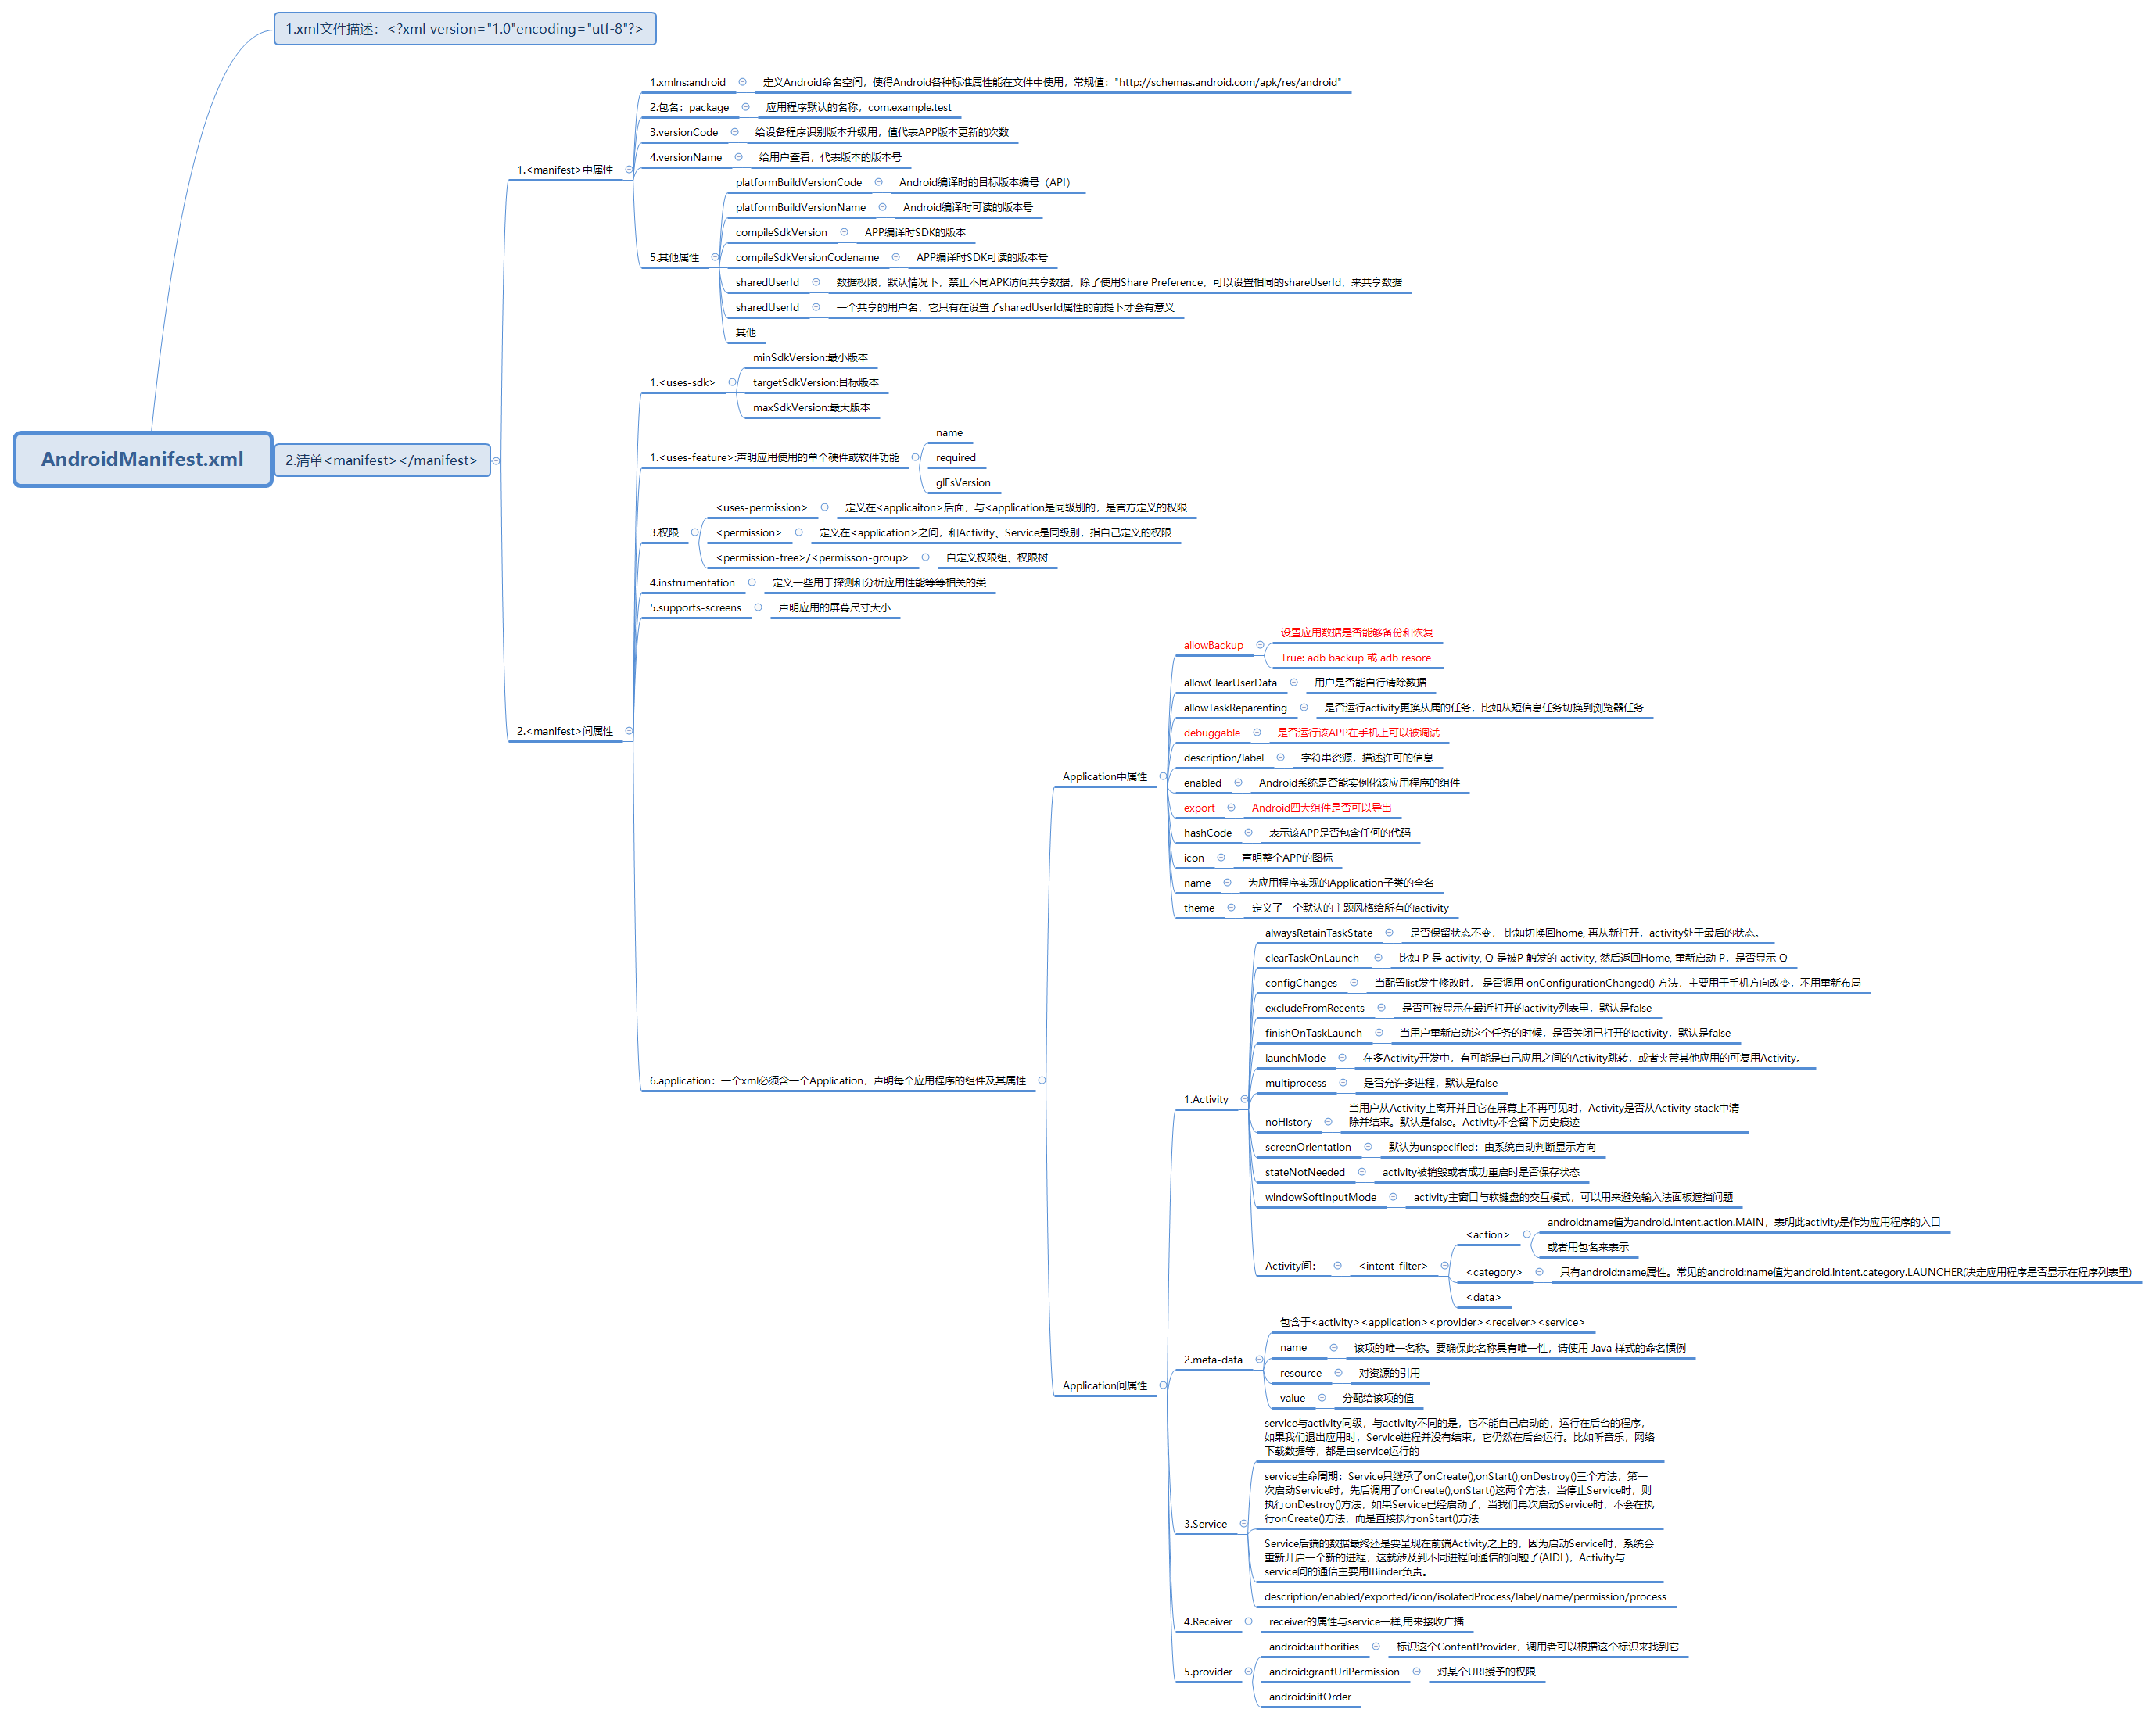 1.xml文件描述：<?xml version="1.0"encoding="utf-8"?>
AndroidManifest.xml
2.清单<manifest></manifest>
1.<manifest>中属性
1.xmlns:android
定义Android命名空间，使得Android各种标准属性能在文件中使用，常规值："http://schemas.android.com/apk/res/android"
2.包名：package
应用程序默认的名称，com.example.test
3.versionCode
给设备程序识别版本升级用，值代表APP版本更新的次数
4.versionName
给用户查看，代表版本的版本号
5.其他属性
platformBuildVersionCode
Android编译时的目标版本编号（API）
platformBuildVersionName
Android编译时可读的版本号
compileSdkVersion
APP编译时SDK的版本
compileSdkVersionCodename
APP编译时SDK可读的版本号
sharedUserId
数据权限，默认情况下，禁止不同APK访问共享数据，除了使用Share Preference，可以设置相同的shareUserId，来共享数据
sharedUserId
一个共享的用户名，它只有在设置了sharedUserId属性的前提下才会有意义
其他
2.<manifest>间属性
1.<uses-sdk>
minSdkVersion:最小版本
targetSdkVersion:目标版本
maxSdkVersion:最大版本
1.<uses-feature>:声明应用使用的单个硬件或软件功能
name
required
glEsVersion
3.权限
<uses-permission>
定义在<applicaiton>后面，与<application是同级别的，是官方定义的权限
<permission>
定义在<application>之间，和Activity、Service是同级别，指自己定义的权限
<permission-tree>/<permisson-group>
自定义权限组、权限树
4.instrumentation
定义一些用于探测和分析应用性能等等相关的类
5.supports-screens
声明应用的屏幕尺寸大小
6.application：一个xml必须含一个Application，声明每个应用程序的组件及其属性
Application中属性
allowBackup
设置应用数据是否能够备份和恢复
True: adb backup 或 adb resore
allowClearUserData
用户是否能自行清除数据
allowTaskReparenting
是否运行activity更换从属的任务，比如从短信息任务切换到浏览器任务
debuggable
是否运行该APP在手机上可以被调试
description/label
字符串资源，描述许可的信息
enabled
Android系统是否能实例化该应用程序的组件
export
Android四大组件是否可以导出
hashCode
表示该APP是否包含任何的代码
icon
声明整个APP的图标
name
为应用程序实现的Application子类的全名
theme
定义了一个默认的主题风格给所有的activity
Application间属性
1.Activity
alwaysRetainTaskState
是否保留状态不变， 比如切换回home, 再从新打开，activity处于最后的状态。
clearTaskOnLaunch
比如 P 是 activity, Q 是被P 触发的 activity, 然后返回Home, 重新启动 P，是否显示 Q
configChanges
当配置list发生修改时， 是否调用 onConfigurationChanged() 方法，主要用于手机方向改变，不用重新布局
excludeFromRecents
是否可被显示在最近打开的activity列表里，默认是false
finishOnTaskLaunch
当用户重新启动这个任务的时候，是否关闭已打开的activity，默认是false
launchMode
在多Activity开发中，有可能是自己应用之间的Activity跳转，或者夹带其他应用的可复用Activity。
multiprocess
是否允许多进程，默认是false
noHistory
当用户从Activity上离开并且它在屏幕上不再可见时，Activity是否从Activity stack中清
除并结束。默认是false。Activity不会留下历史痕迹
screenOrientation
默认为unspecified：由系统自动判断显示方向
stateNotNeeded
activity被销毁或者成功重启时是否保存状态
windowSoftInputMode
activity主窗口与软键盘的交互模式，可以用来避免输入法面板遮挡问题
Activity间：
<intent-filter>
<action>
android:name值为android.intent.action.MAIN，表明此activity是作为应用程序的入口
或者用包名来表示
<category>
只有android:name属性。常见的android:name值为android.intent.category.LAUNCHER(决定应用程序是否显示在程序列表里)
<data>
2.meta-data
包含于<activity><application><provider><receiver><service>
name
该项的唯一名称。要确保此名称具有唯一性，请使用 Java 样式的命名惯例
resource
对资源的引用
value
分配给该项的值
3.Service
service与activity同级，与activity不同的是，它不能自己启动的，运行在后台的程序，
如果我们退出应用时，Service进程并没有结束，它仍然在后台运行。比如听音乐，网络
下载数据等，都是由service运行的
service生命周期：Service只继承了onCreate(),onStart(),onDestroy()三个方法，第一
次启动Service时，先后调用了onCreate(),onStart()这两个方法，当停止Service时，则
执行onDestroy()方法，如果Service已经启动了，当我们再次启动Service时，不会在执
行onCreate()方法，而是直接执行onStart()方法
Service后端的数据最终还是要呈现在前端Activity之上的，因为启动Service时，系统会
重新开启一个新的进程，这就涉及到不同进程间通信的问题了(AIDL)，Activity与
service间的通信主要用IBinder负责。
description/enabled/exported/icon/isolatedProcess/label/name/permission/process
4.Receiver
receiver的属性与service一样,用来接收广播
5.provider
android:authorities
标识这个ContentProvider，调用者可以根据这个标识来找到它
android:grantUriPermission
对某个URI授予的权限
android:initOrder